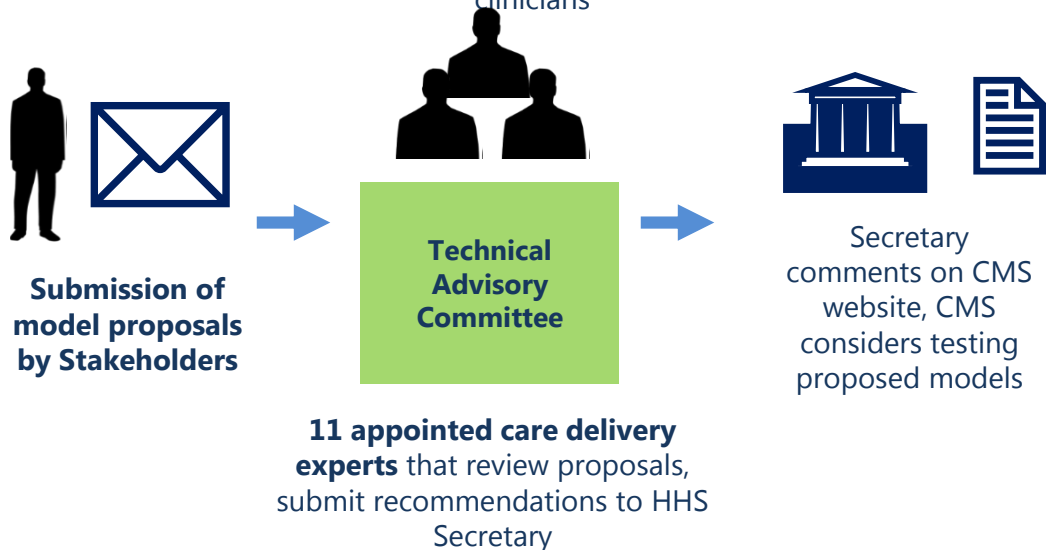 clinicians
Submission of
model proposals
by Stakeholders
Technical
Advisory
Committee
11 appointed care delivery
experts that review proposals,
submit recommendations to HHS
Secretary
Secretary
comments on CMS
website, CMS
considers testing
proposed models